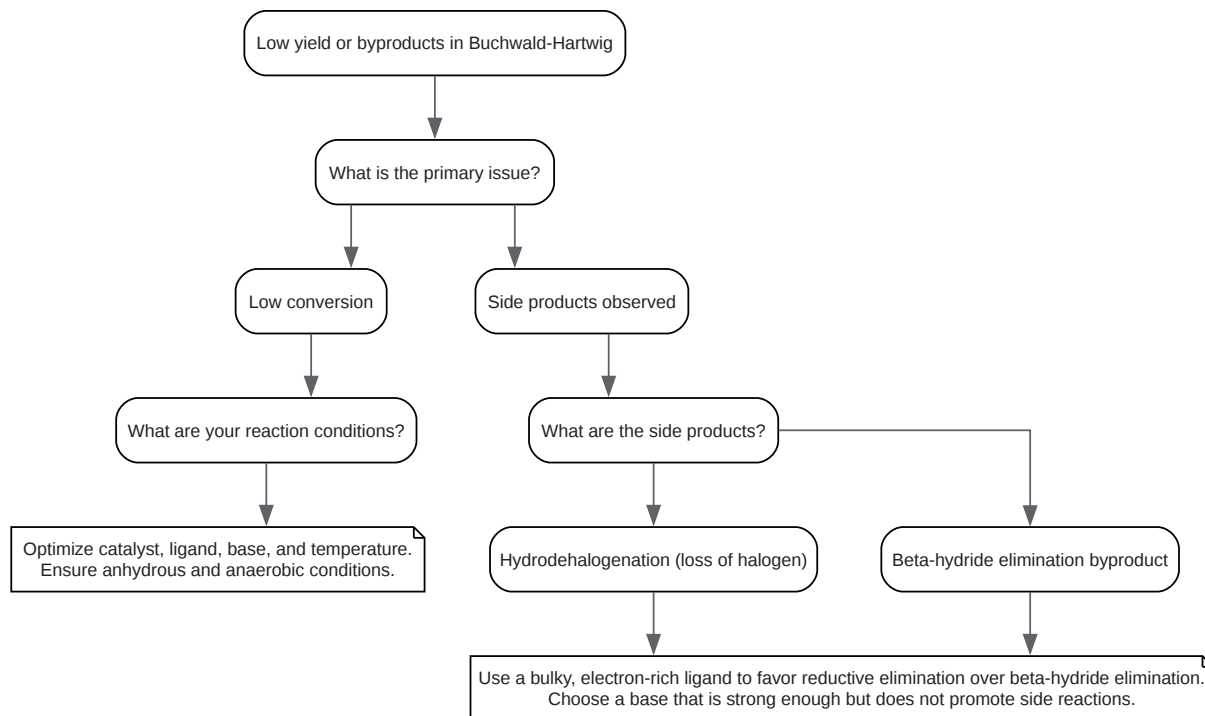 Low yield or byproducts in Buchwald-Hartwig
What is the primary issue?
Low conversion
Side products observed
What are your reaction conditions?
What are the side products?
Optimize catalyst, ligand, base, and temperature.
Ensure anhydrous and anaerobic conditions.
Hydrodehalogenation (loss of halogen)
Beta-hydride elimination byproduct
Use a bulky, electron-rich ligand to favor reductive elimination over beta-hydride elimination.
Choose a base that is strong enough but does not promote side reactions.